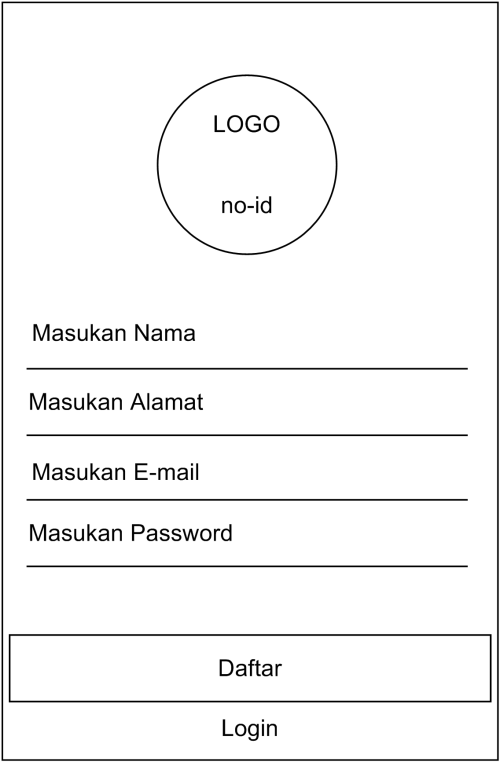 LOGO
no-id
Masukan Nama
Masukan Alamat
Masukan E-mail
Masukan Password
Daftar
Login